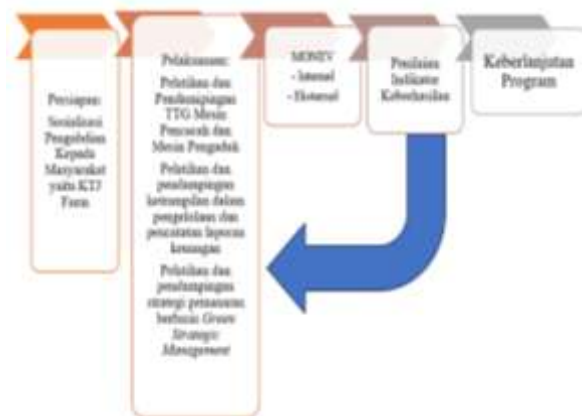 Persiapan:
Sosialisasi
Pengabdian
Kepada
Masyarakat
yaitu KTJ
Farm
Pelaksanaan:
Pelatihan dan
Pendampingan
TTG Mesin
Pencacah dan
Mesin Pengaduk
Pelatihan dan
pendampingan
keterampilan dalam
pengelolaan dan
pencatatan laporan
keuangan
Pelatihan dan
pendampingan
strategi pemasaran
berbasis Green
Strategic
Management
MONEV
- Internal
- Eksternal
Penilaian
Indikator
Keberhasilan
Keberlanjutan
Program